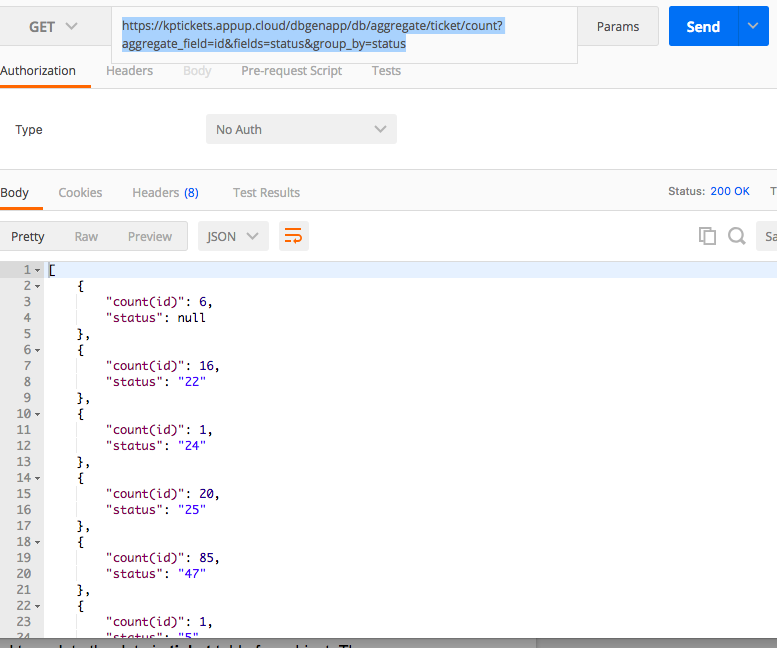 GET
https://kptickets.appup.cloud/dbgenapp/db/aggregate/ticket/count?
aggregate_field=id&fields=status&group_by=status
Params
Send
Authorization
Headers
Body
Pre-request Script
Tests
Type
No Auth
Body
Cookies
Headers (8)
Test Results
Status: 200 OK
Pretty
Raw
Preview
JSON
1 [
2 {
3 "count(id)": 6,
4 "status": null
5 },
6 {
7 "count(id)": 16,
8 "status": "22"
9 },
10 {
11 "count(id)": 1,
12 "status": "24"
13 },
14 {
15 "count(id)": 20,
16 "status": "25"
17 },
18 {
19 "count(id)": 85,
20 "status": "47"
21 },
22 {
23 "count(id)": 1,
24 "status": "5"